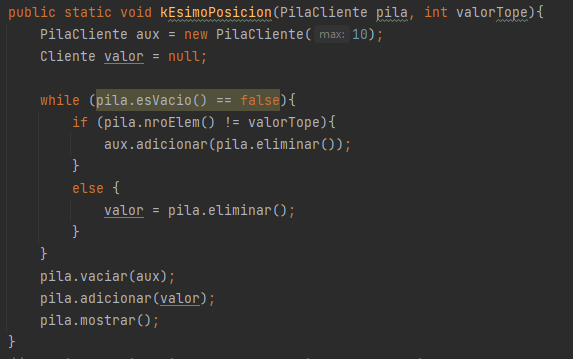 public static void kEsimoPosicion(PilaCliente pila, int valorTope){
    PilaCliente aux = new PilaCliente( max: 10);
    Cliente valor = null;

    while (pila.esVacio() == false){
        if (pila.nroElem() != valorTope){
            aux.adicionar(pila.eliminar());
        }
        else {
            valor = pila.eliminar();
        }
    }
    pila.vaciar(aux);
    pila.adicionar(valor);
    pila.mostrar();
}